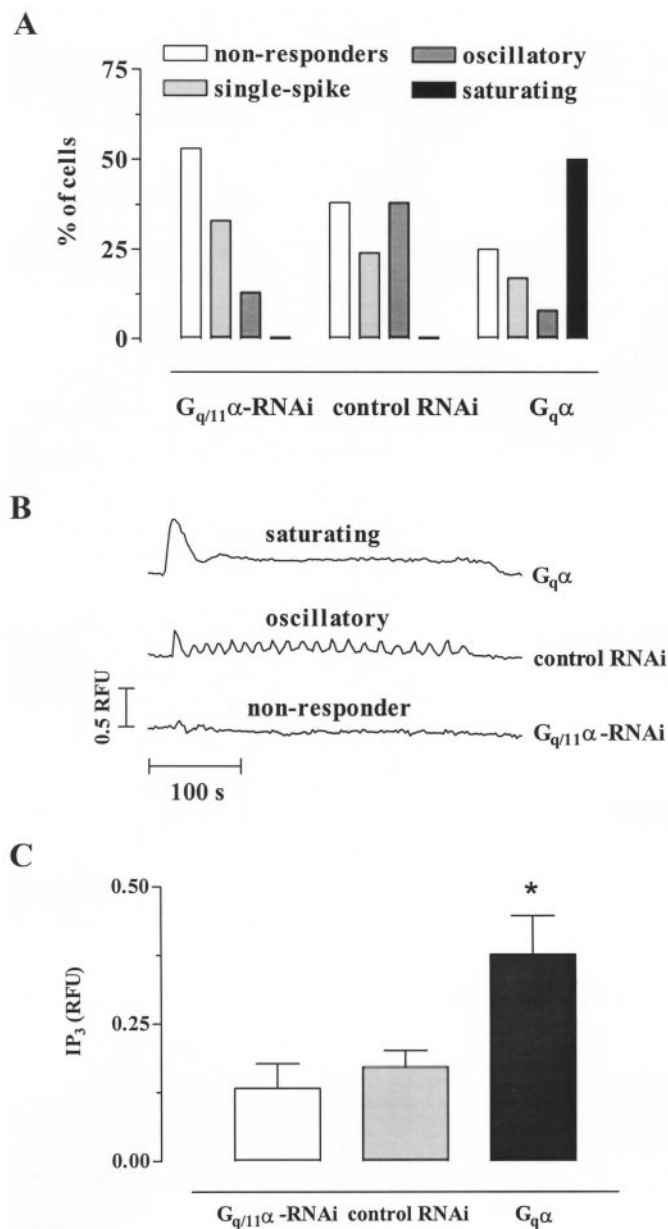 A
non-responders
oscillatory
single-spike
saturating
75
50
25
0
% of cells
Gq/11α-RNAi control RNAi Gqα
B
saturating
Gqα
oscillatory
control RNAi
non-responder
Gq/11α-RNAi
0.5 RFU
100 s
C
*
0.50
0.25
0.00
IP3 (RFU)
Gq/11α-RNAi control RNAi Gqα